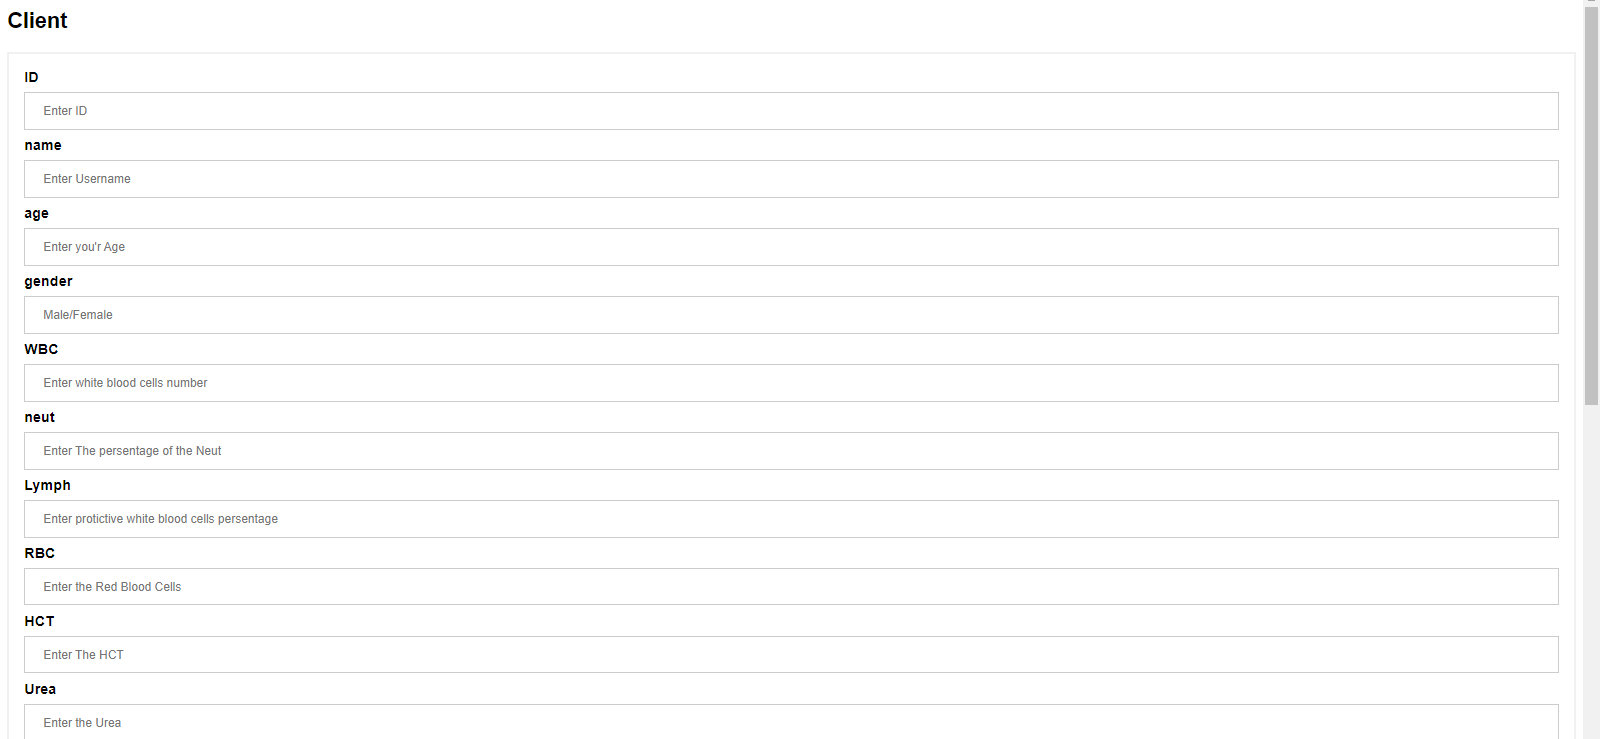 Client
ID
Enter ID
name
Enter Username
age
Enter you'r Age
gender
Male/Female
WBC
Enter white blood cells number
neut
Enter The persentage of the Neut
Lymph
Enter protictive white blood cells persentage
RBC
Enter the Red Blood Cells
HCT
Enter The HCT
Urea
Enter the Urea